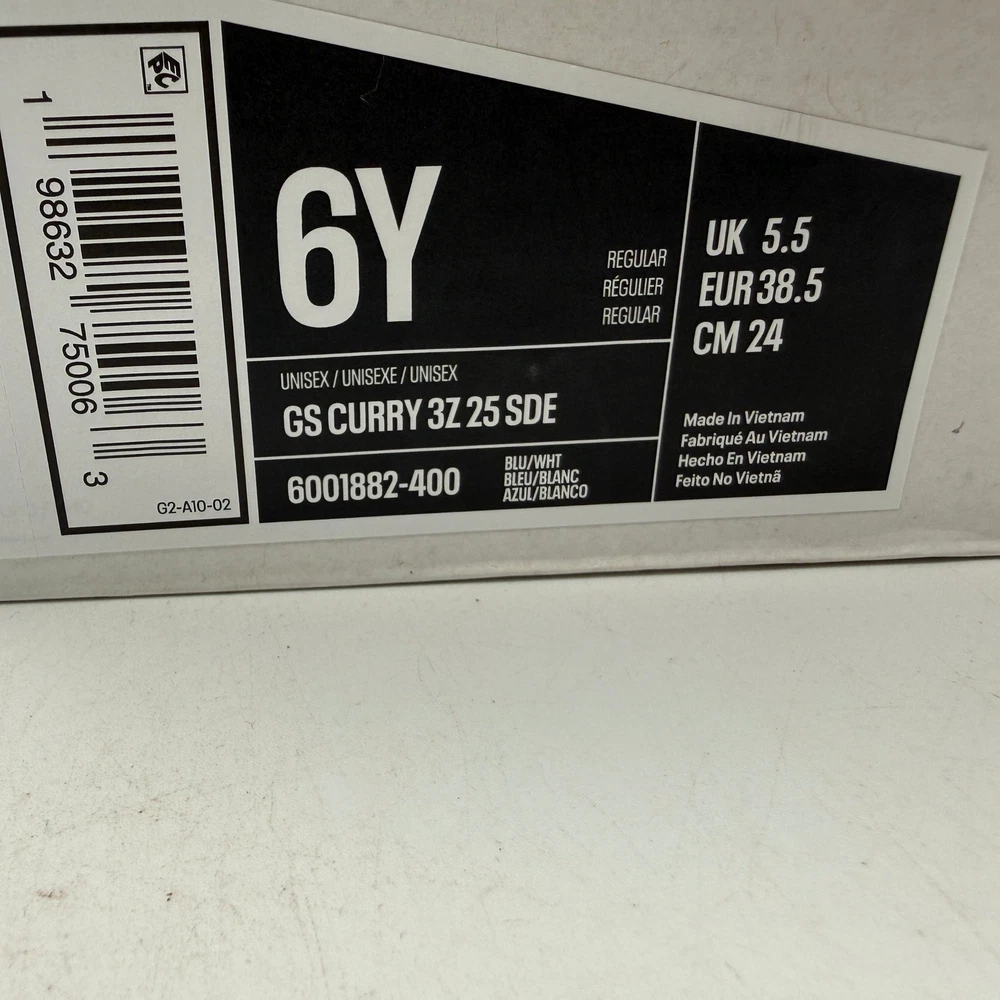 1 98632 75006 3
G2-A10-02
6Y
REGULAR
RÉGULIER
REGULAR
UNISEX / UNISEXE / UNISEX
GS CURRY 3Z 25 SDE
6001882-400
BLU/WHT
BLEU/BLANC
AZUL/BLANCO
UK 5.5
EUR 38.5
CM 24
Made In Vietnam
Fabriqué Au Vietnam
Hecho En Vietnam
Feito No Vietnã